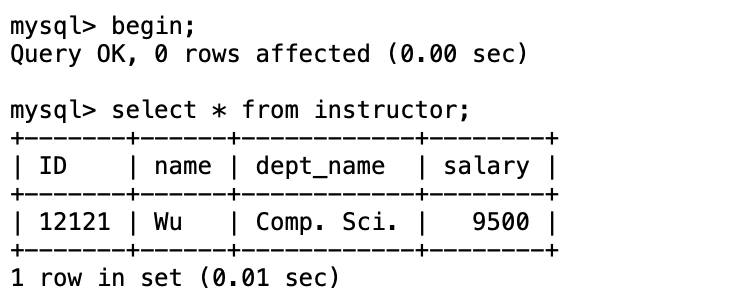 mysql> begin;
Query OK, 0 rows affected (0.00 sec)

mysql> select * from instructor;
+-------+------+------------+--------+
| ID    | name | dept_name  | salary |
+-------+------+------------+--------+
| 12121 | Wu   | Comp. Sci. |   9500 |
+-------+------+------------+--------+
1 row in set (0.01 sec)